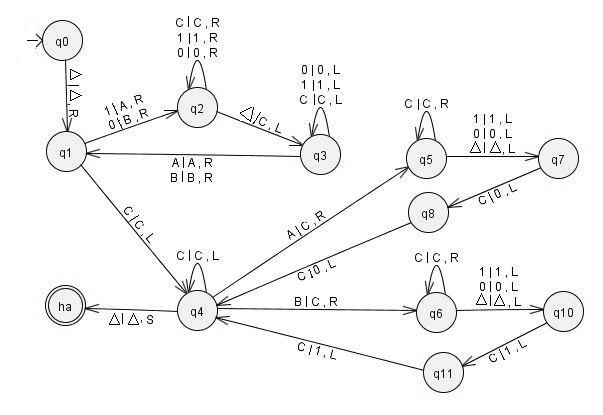 q0
Δ|Δ,R
q1
1|A,R
0|B,R
C|C,R
1|1,R
0|0,R
q2
Δ|C,L
0|0,L
1|1,L
C|C,L
q3
A|A,R
B|B,R
C|C,L
C|C,L
q4
Δ|Δ,S
ha
A|C,R
C|C,R
q5
1|1,L
0|0,L
Δ|Δ,L
q7
C|0,L
q8
C|0,L
B|C,R
C|C,R
q6
1|1,L
0|0,L
Δ|Δ,L
q10
C|1,L
q11
C|1,L